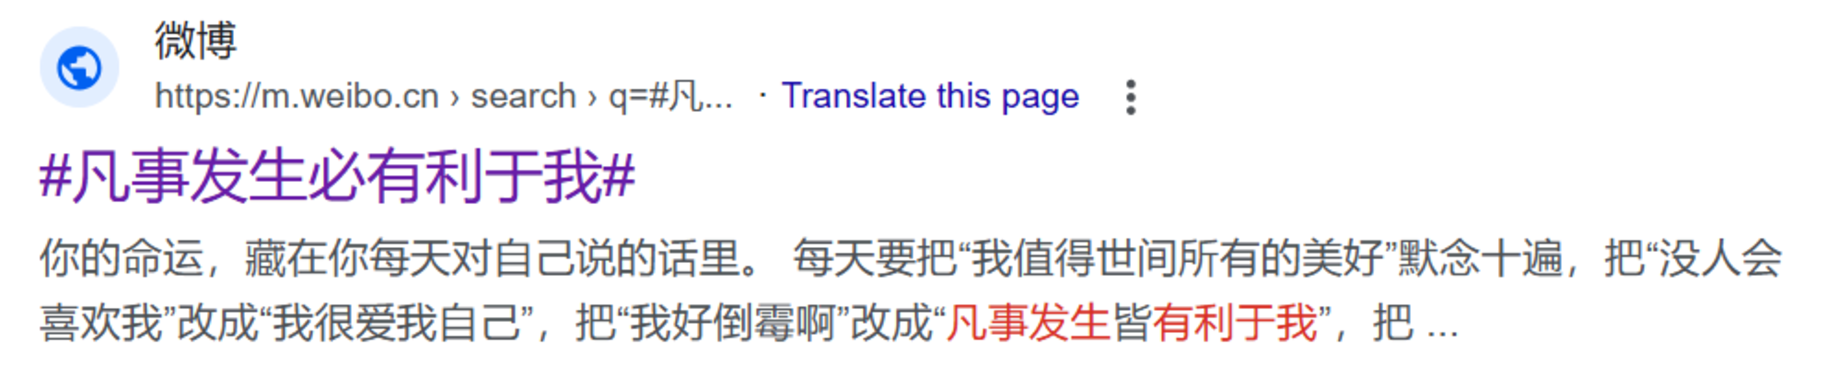 微博
https://m.weibo.cn › search › q=#凡... · Translate this page
#凡事发生必有利于我#
你的命运，藏在你每天对自己说的话里。 每天要把“我值得世间所有的美好”默念十遍，把“没人会
喜欢我”改成“我很爱我自己”，把“我好倒霉啊”改成“凡事发生皆有利于我”，把 ...